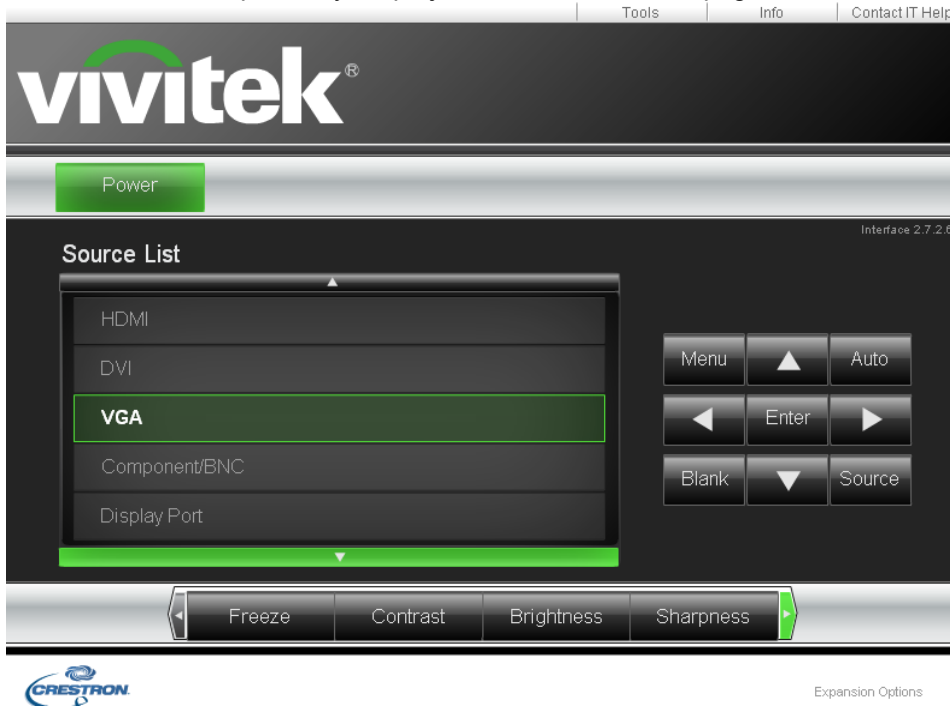 Tools Info Contact IT Help
vivitek®
Power
Interface 2.7.2.6
Source List
HDMI
DVI
VGA
Component/BNC
Display Port
Menu Auto
Enter
Blank Source
Freeze Contrast Brightness Sharpness
CRESTRON
Expansion Options